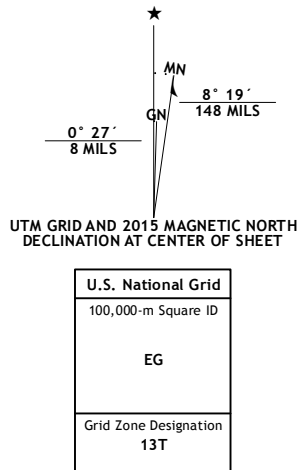 MN
GN
8° 19´
148 MILS
0° 27´
8 MILS
UTM GRID AND 2015 MAGNETIC NORTH
DECLINATION AT CENTER OF SHEET
U.S. National Grid
100,000-m Square ID
EG
Grid Zone Designation
13T